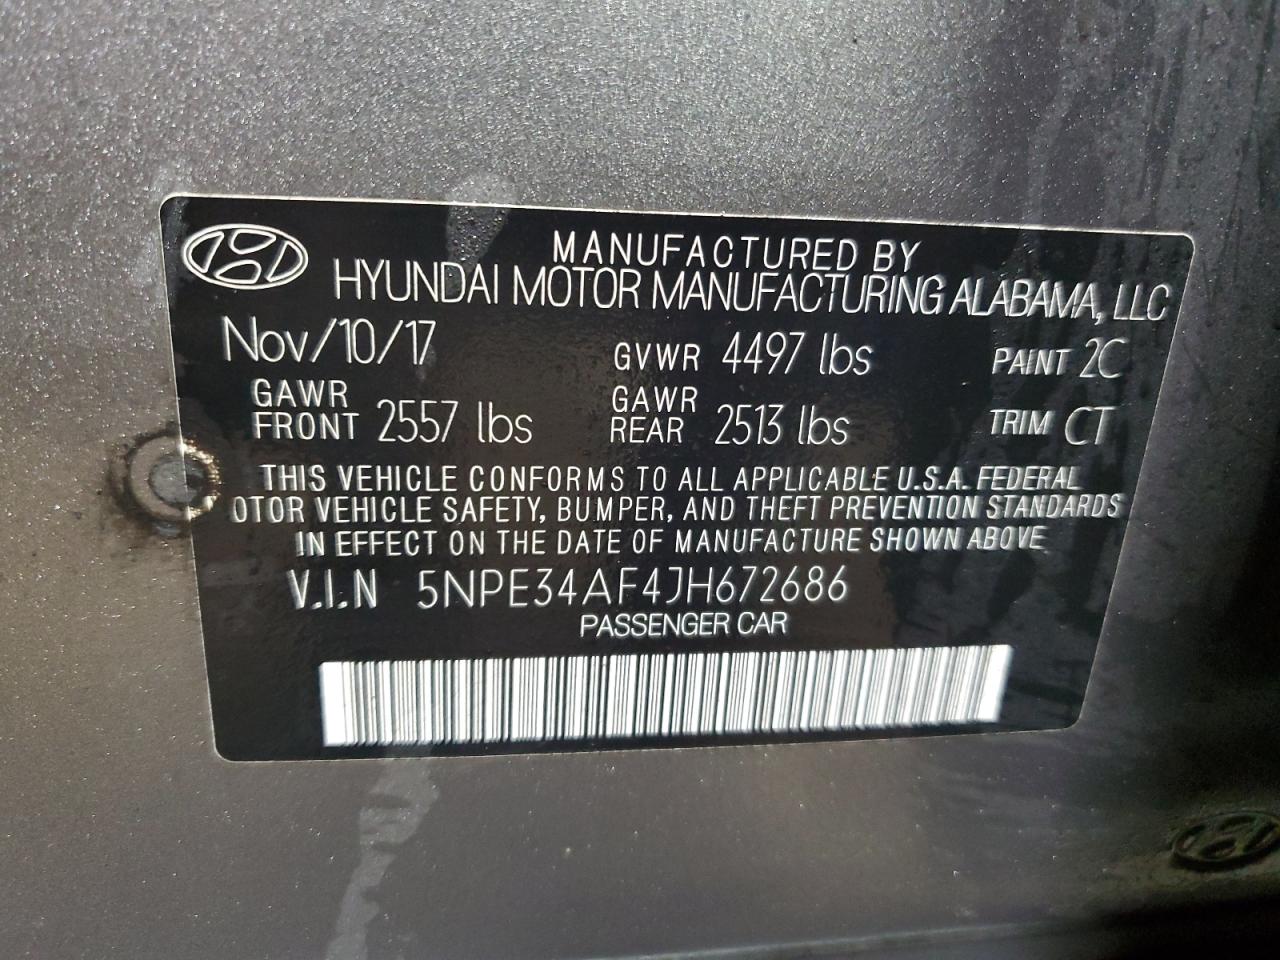 MANUFACTURED BY
HYUNDAI MOTOR MANUFACTURING ALABAMA, LLC
Nov/10/17 GVWR 4497 lbs PAINT 2C
GAWR FRONT 2557 lbs GAWR REAR 2513 lbs TRIM CT
THIS VEHICLE CONFORMS TO ALL APPLICABLE U.S.A. FEDERAL
OTOR VEHICLE SAFETY, BUMPER, AND THEFT PREVENTION STANDARDS
IN EFFECT ON THE DATE OF MANUFACTURE SHOWN ABOVE
V.I.N 5NPE34AF4JH672686
PASSENGER CAR